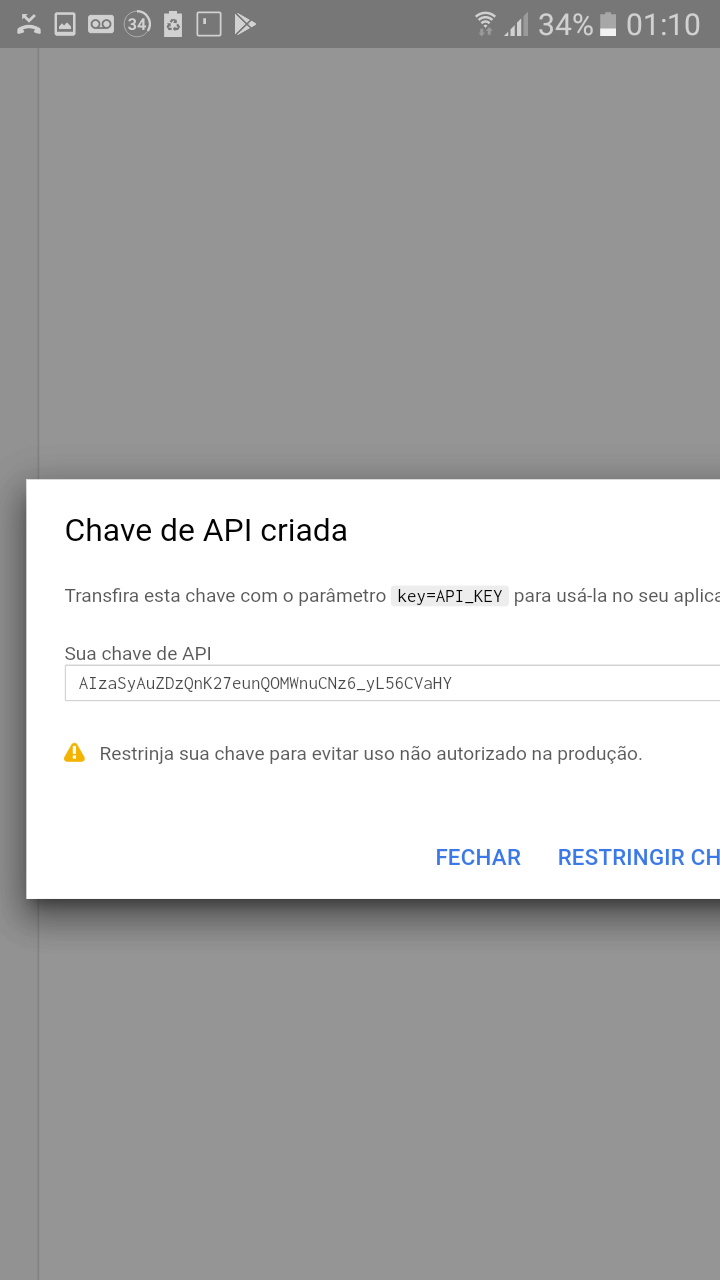 34 34% 01:10
Chave de API criada
Transfira esta chave com o parâmetro key=API_KEY para usá-la no seu aplica
Sua chave de API
AIzaSyAuZDzQnK27eunQOMWnuCNz6_yL56CVaHY
Restrinja sua chave para evitar uso não autorizado na produção.
FECHAR RESTRINGIR CH